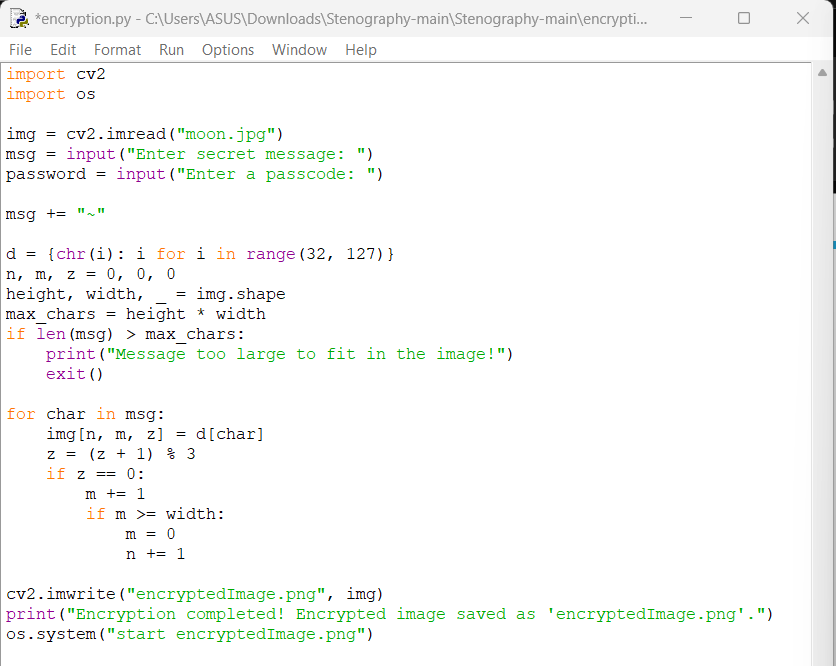 *encryption.py - C:\Users\ASUS\Downloads\Stenography-main\Stenography-main\encrypti...
File Edit Format Run Options Window Help
import cv2
import os

img = cv2.imread("moon.jpg")
msg = input("Enter secret message: ")
password = input("Enter a passcode: ")

msg += "~"

d = {chr(i): i for i in range(32, 127)}
n, m, z = 0, 0, 0
height, width, _ = img.shape
max_chars = height * width
if len(msg) > max_chars:
    print("Message too large to fit in the image!")
    exit()

for char in msg:
    img[n, m, z] = d[char]
    z = (z + 1) % 3
    if z == 0:
        m += 1
        if m >= width:
            m = 0
            n += 1

cv2.imwrite("encryptedImage.png", img)
print("Encryption completed! Encrypted image saved as 'encryptedImage.png'.")
os.system("start encryptedImage.png")